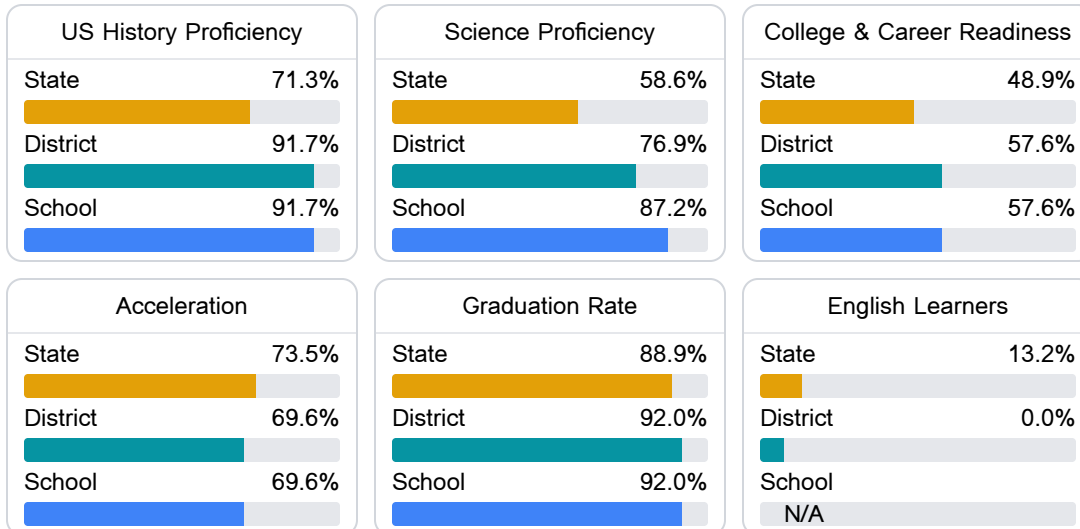 US History Proficiency
State 71.3%
District 91.7%
School 91.7%
Science Proficiency
State 58.6%
District 76.9%
School 87.2%
College & Career Readiness
State 48.9%
District 57.6%
School 57.6%
Acceleration
State 73.5%
District 69.6%
School 69.6%
Graduation Rate
State 88.9%
District 92.0%
School 92.0%
English Learners
State 13.2%
District 0.0%
School
N/A